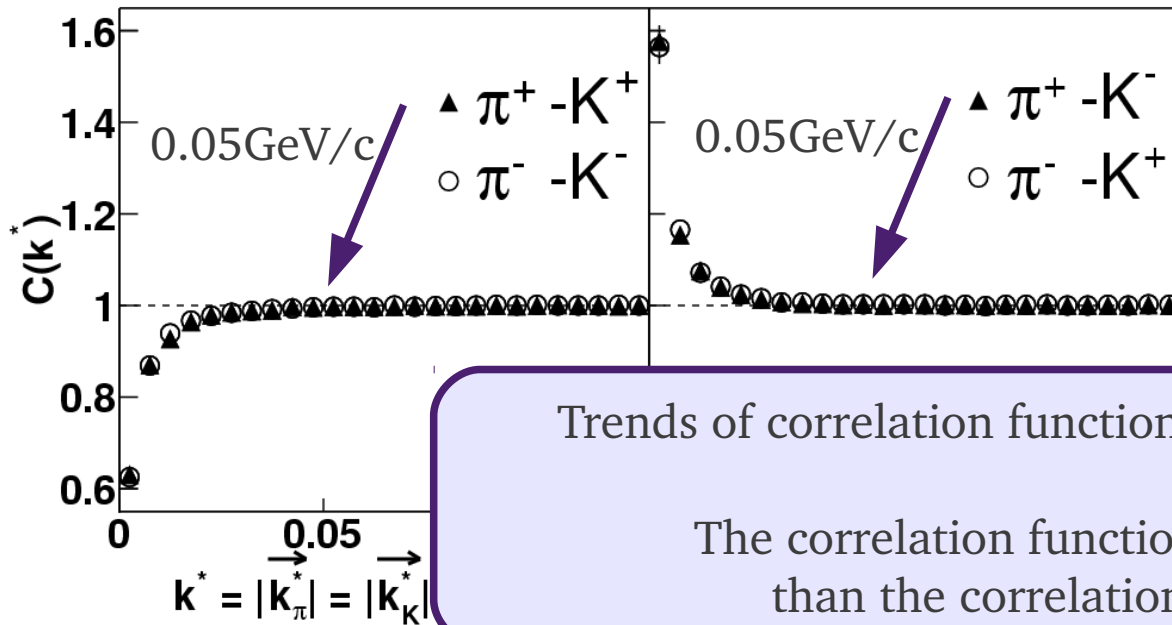 1.6
1.4
1.2
1
0.8
0.6
C(k*)
0.05GeV/c
▲ π⁺ -K⁺
○ π⁻ -K⁻
0.05GeV/c
▲ π⁺ -K⁻
○ π⁻ -K⁺
0
0.05
k* = |k*π| = |k*K|
Trends of correlation function
The correlation functio
than the correlation